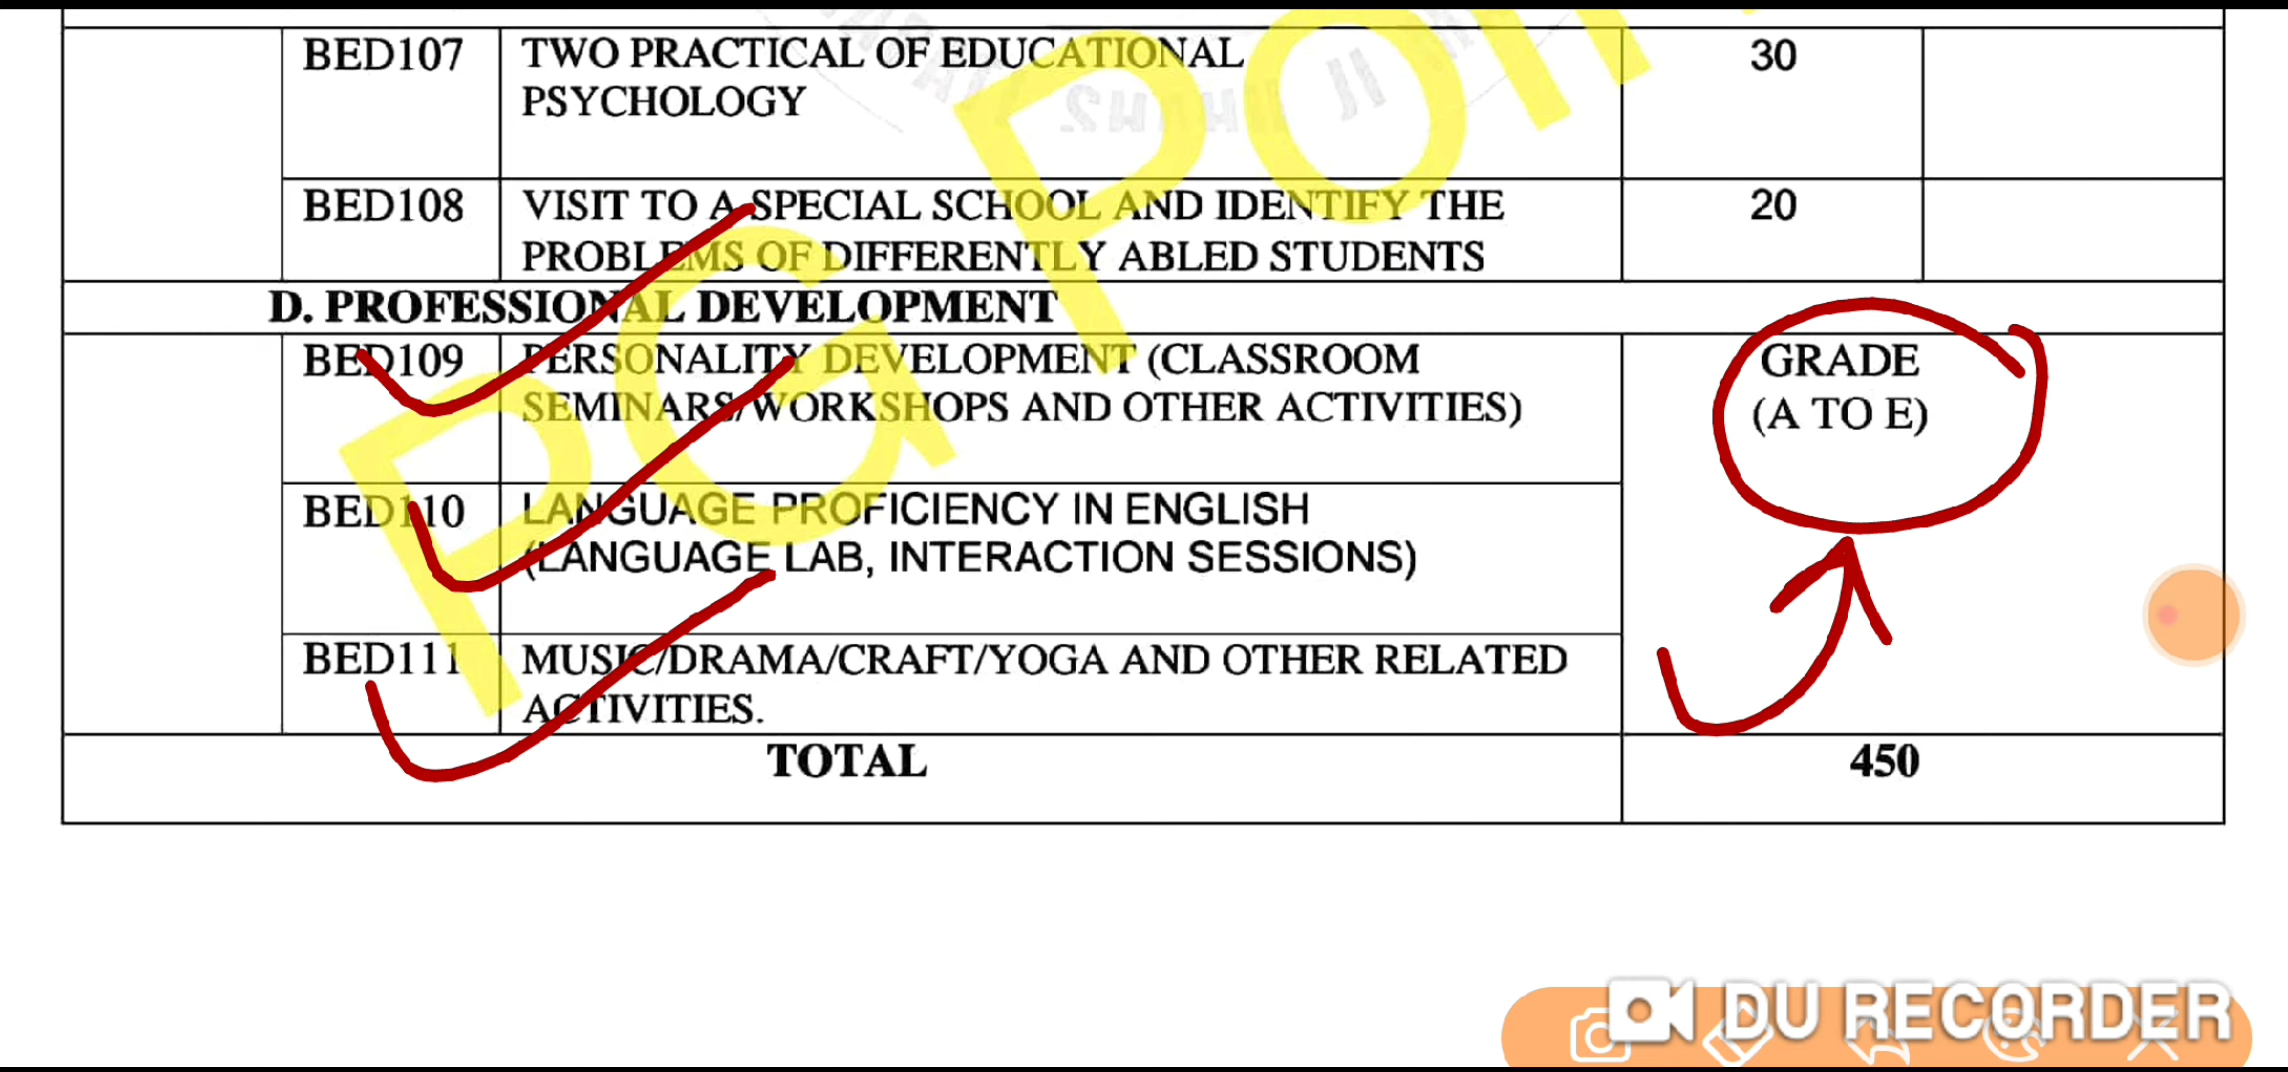 BED107 TWO PRACTICAL OF EDUCATIONAL 30
PSYCHOLOGY
BED108 VISIT TO A SPECIAL SCHOOL AND IDENTIFY THE 20
PROBLEMS OF DIFFERENTLY ABLED STUDENTS
D. PROFESSIONAL DEVELOPMENT
BED109 PERSONALITY DEVELOPMENT (CLASSROOM GRADE
SEMINARS/WORKSHOPS AND OTHER ACTIVITIES) (A TO E)
BED110 LANGUAGE PROFICIENCY IN ENGLISH
(LANGUAGE LAB, INTERACTION SESSIONS)
BED111 MUSIC/DRAMA/CRAFT/YOGA AND OTHER RELATED
ACTIVITIES.
TOTAL 450
PG
DU RECORDER